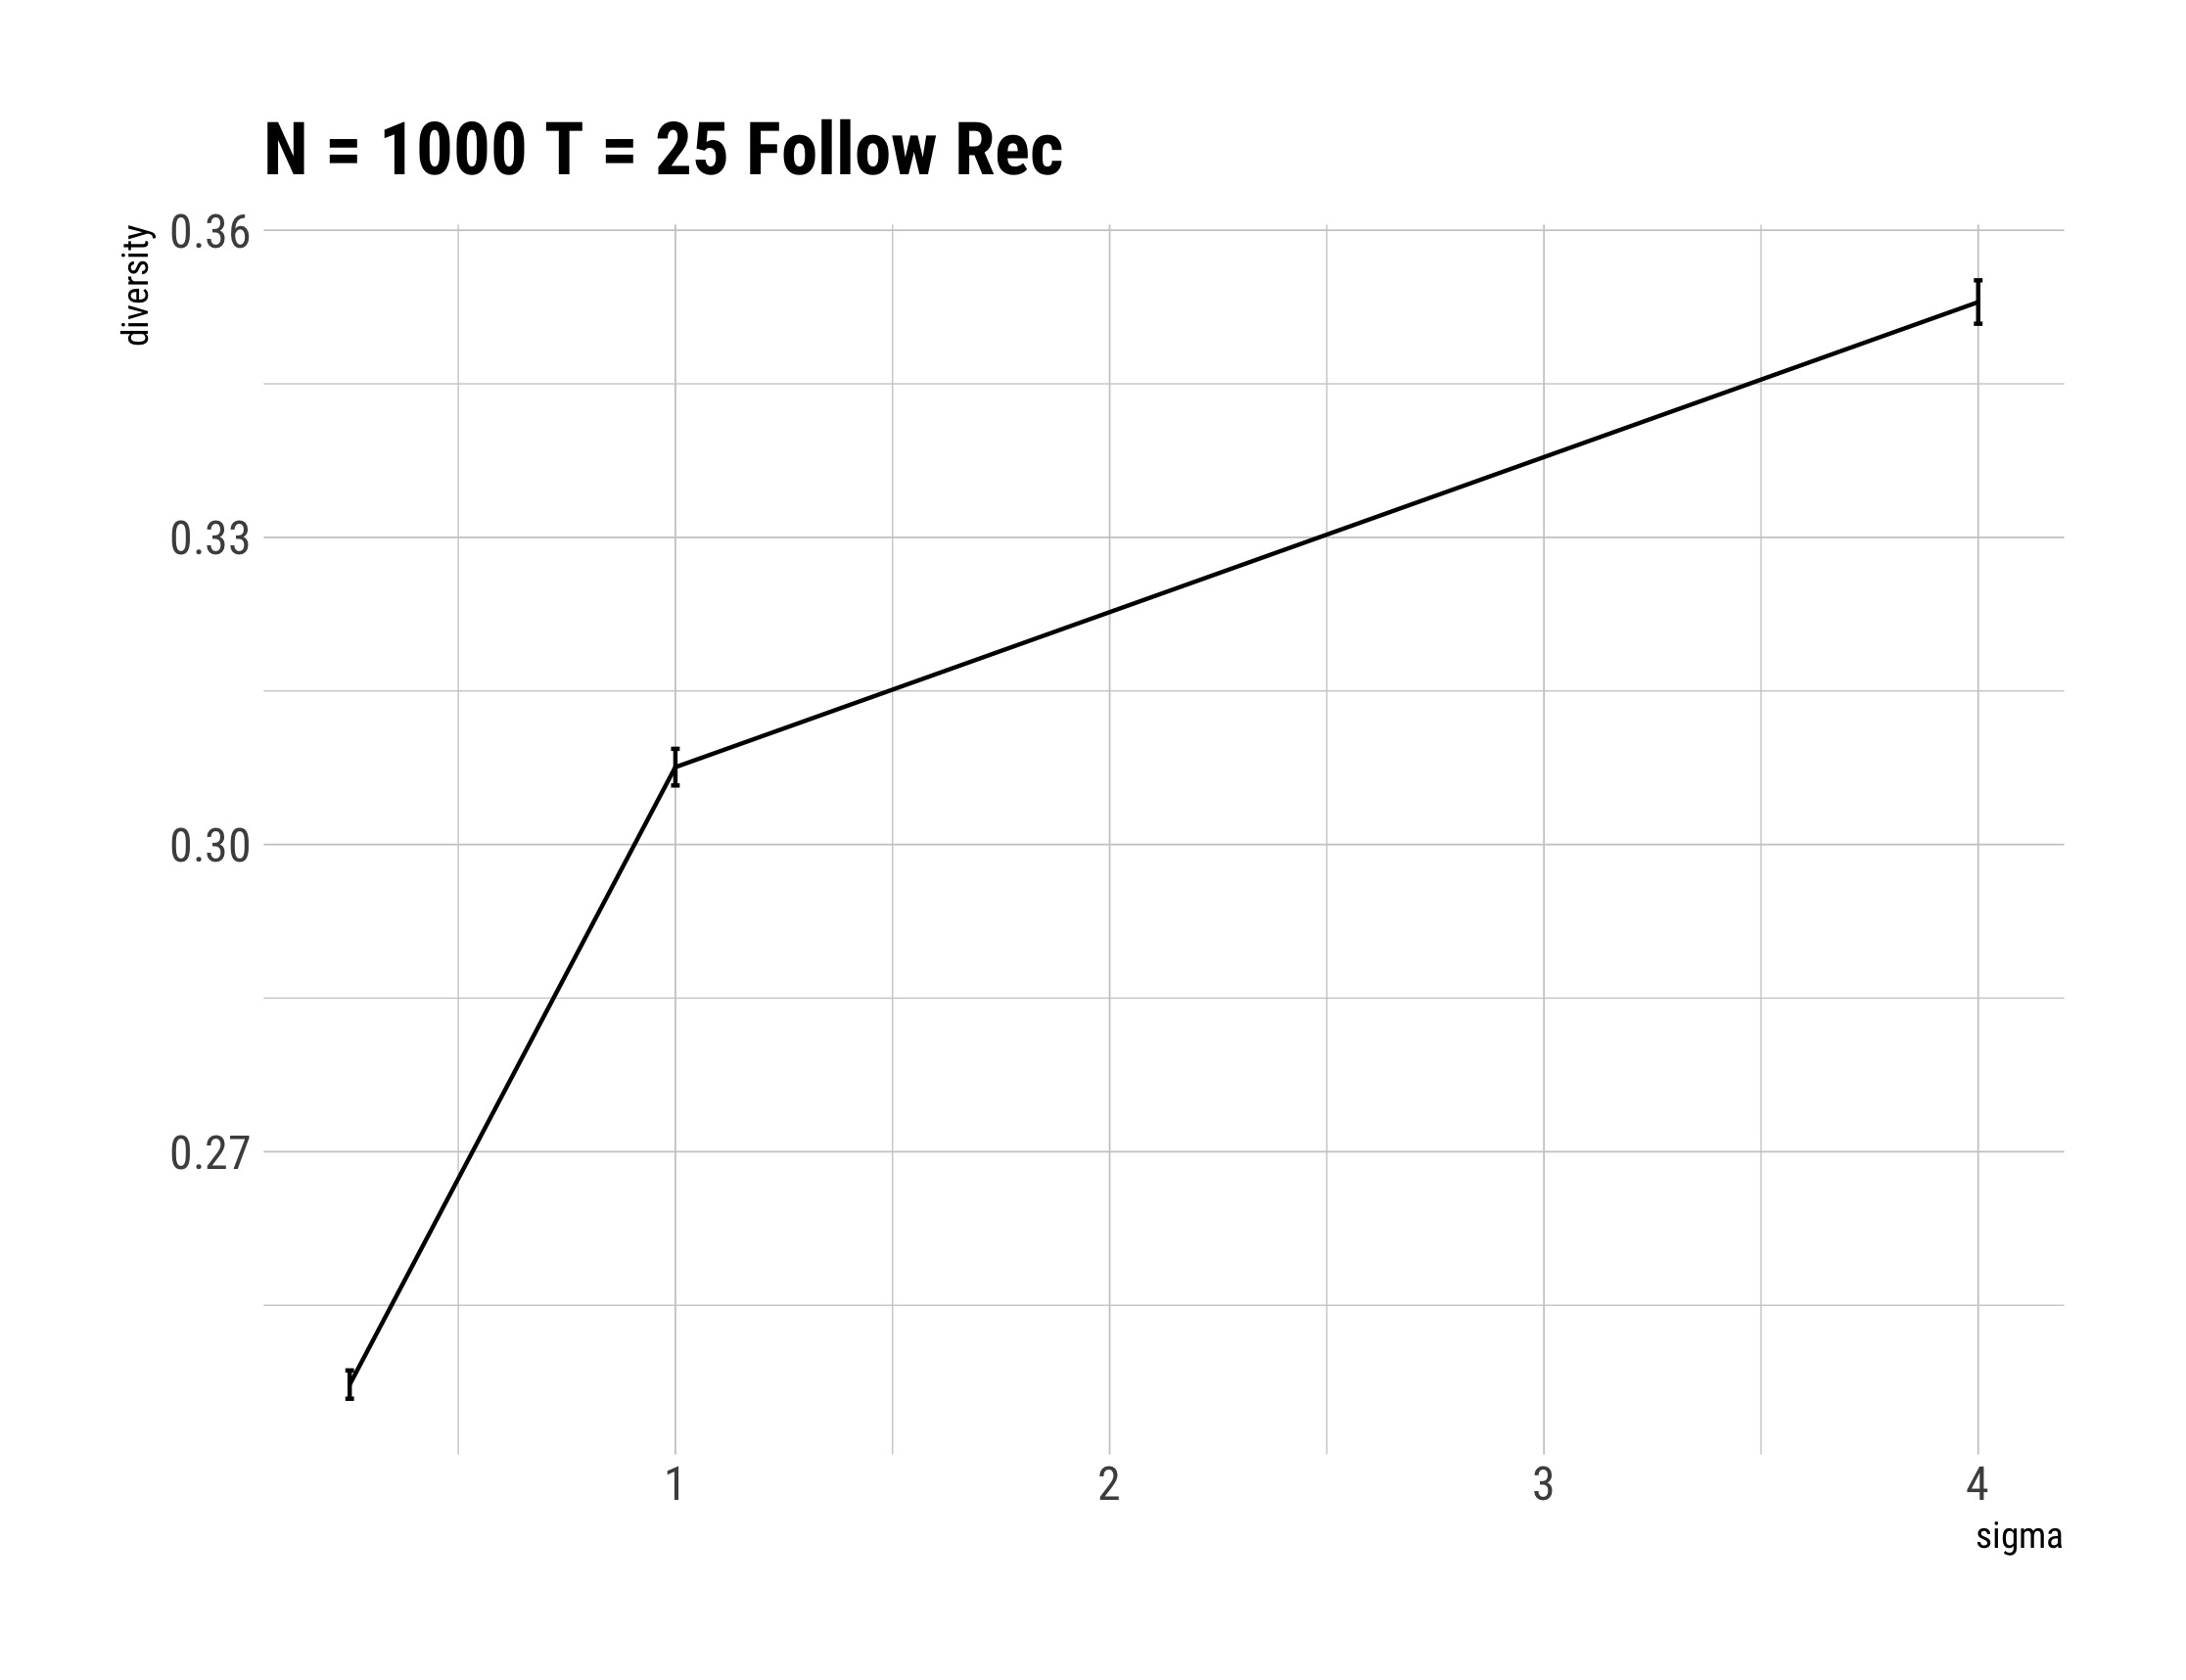 N = 1000 T = 25 Follow Rec
diversity
0.36
0.33
0.30
0.27
1
2
3
4
sigma